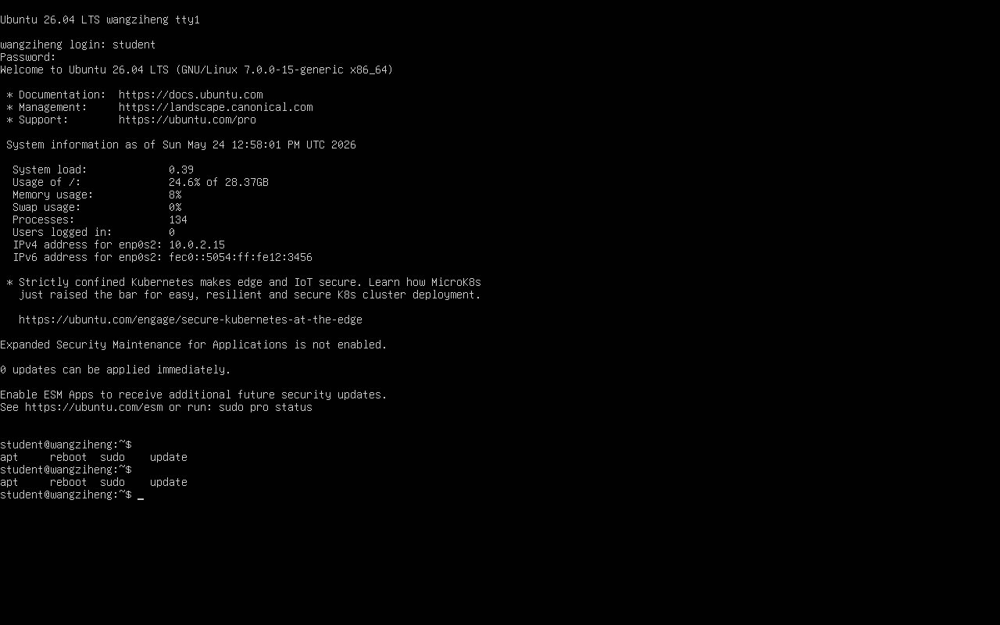 Ubuntu 26.04 LTS wangziheng tty1
wangziheng login: student
Password:
Welcome to Ubuntu 26.04 LTS (GNU/Linux 7.0.0-15-generic x86_64)
* Documentation:  https://docs.ubuntu.com
* Management:     https://landscape.canonical.com
* Support:        https://ubuntu.com/pro
System information as of Sun May 24 12:58:01 PM UTC 2026
System load:             0.39
Usage of /:              24.6% of 28.37GB
Memory usage:            8%
Swap usage:              0%
Processes:               134
Users logged in:         0
IPv4 address for enp0s2: 10.0.2.15
IPv6 address for enp0s2: fec0::5054:ff:fe12:3456
* Strictly confined Kubernetes makes edge and IoT secure. Learn how MicroK8s
just raised the bar for easy, resilient and secure K8s cluster deployment.
https://ubuntu.com/engage/secure-kubernetes-at-the-edge
Expanded Security Maintenance for Applications is not enabled.
0 updates can be applied immediately.
Enable ESM Apps to receive additional future security updates.
See https://ubuntu.com/esm or run: sudo pro status
student@wangziheng:~$
apt     reboot  sudo    update
student@wangziheng:~$
apt     reboot  sudo    update
student@wangziheng:~$ _